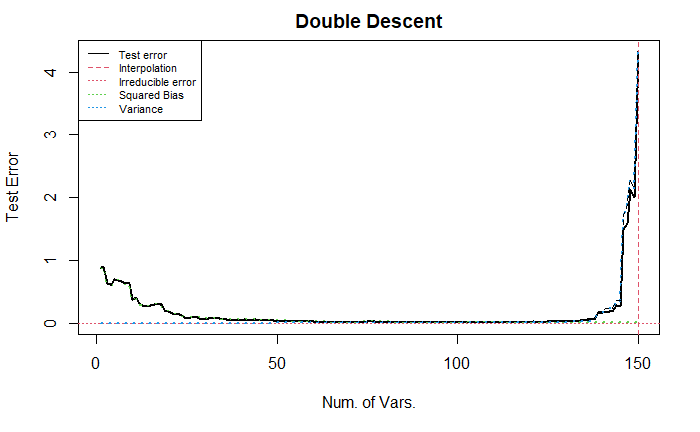 Double Descent
Test error
Interpolation
Irreducible error
Squared Bias
Variance
Test Error
4
3
2
1
0
0
50
100
150
Num. of Vars.